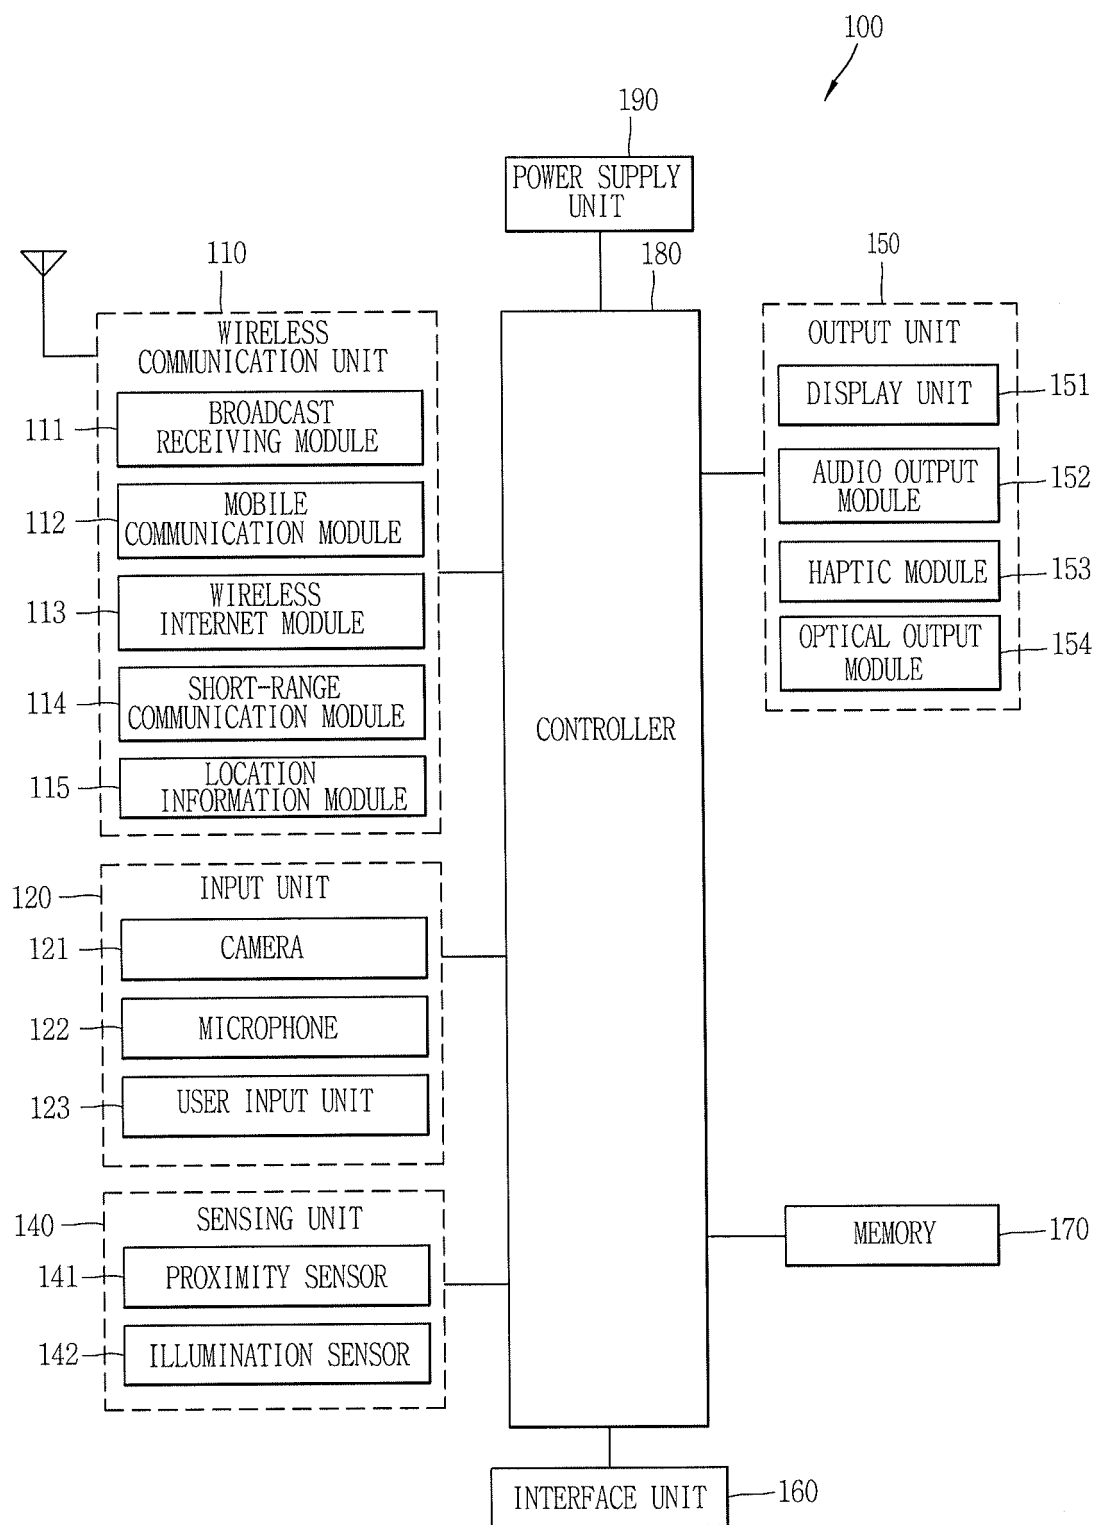 100
190
POWER SUPPLY
UNIT
110
180
150
WIRELESS
COMMUNICATION UNIT
OUTPUT UNIT
111
BROADCAST
RECEIVING MODULE
DISPLAY UNIT
151
112
MOBILE
COMMUNICATION MODULE
AUDIO OUTPUT
MODULE
152
113
WIRELESS
INTERNET MODULE
HAPTIC MODULE
153
114
SHORT-RANGE
COMMUNICATION MODULE
OPTICAL OUTPUT
MODULE
154
CONTROLLER
115
LOCATION
INFORMATION MODULE
120
INPUT UNIT
121
CAMERA
122
MICROPHONE
123
USER INPUT UNIT
140
SENSING UNIT
141
PROXIMITY SENSOR
142
ILLUMINATION SENSOR
MEMORY
170
INTERFACE UNIT
160